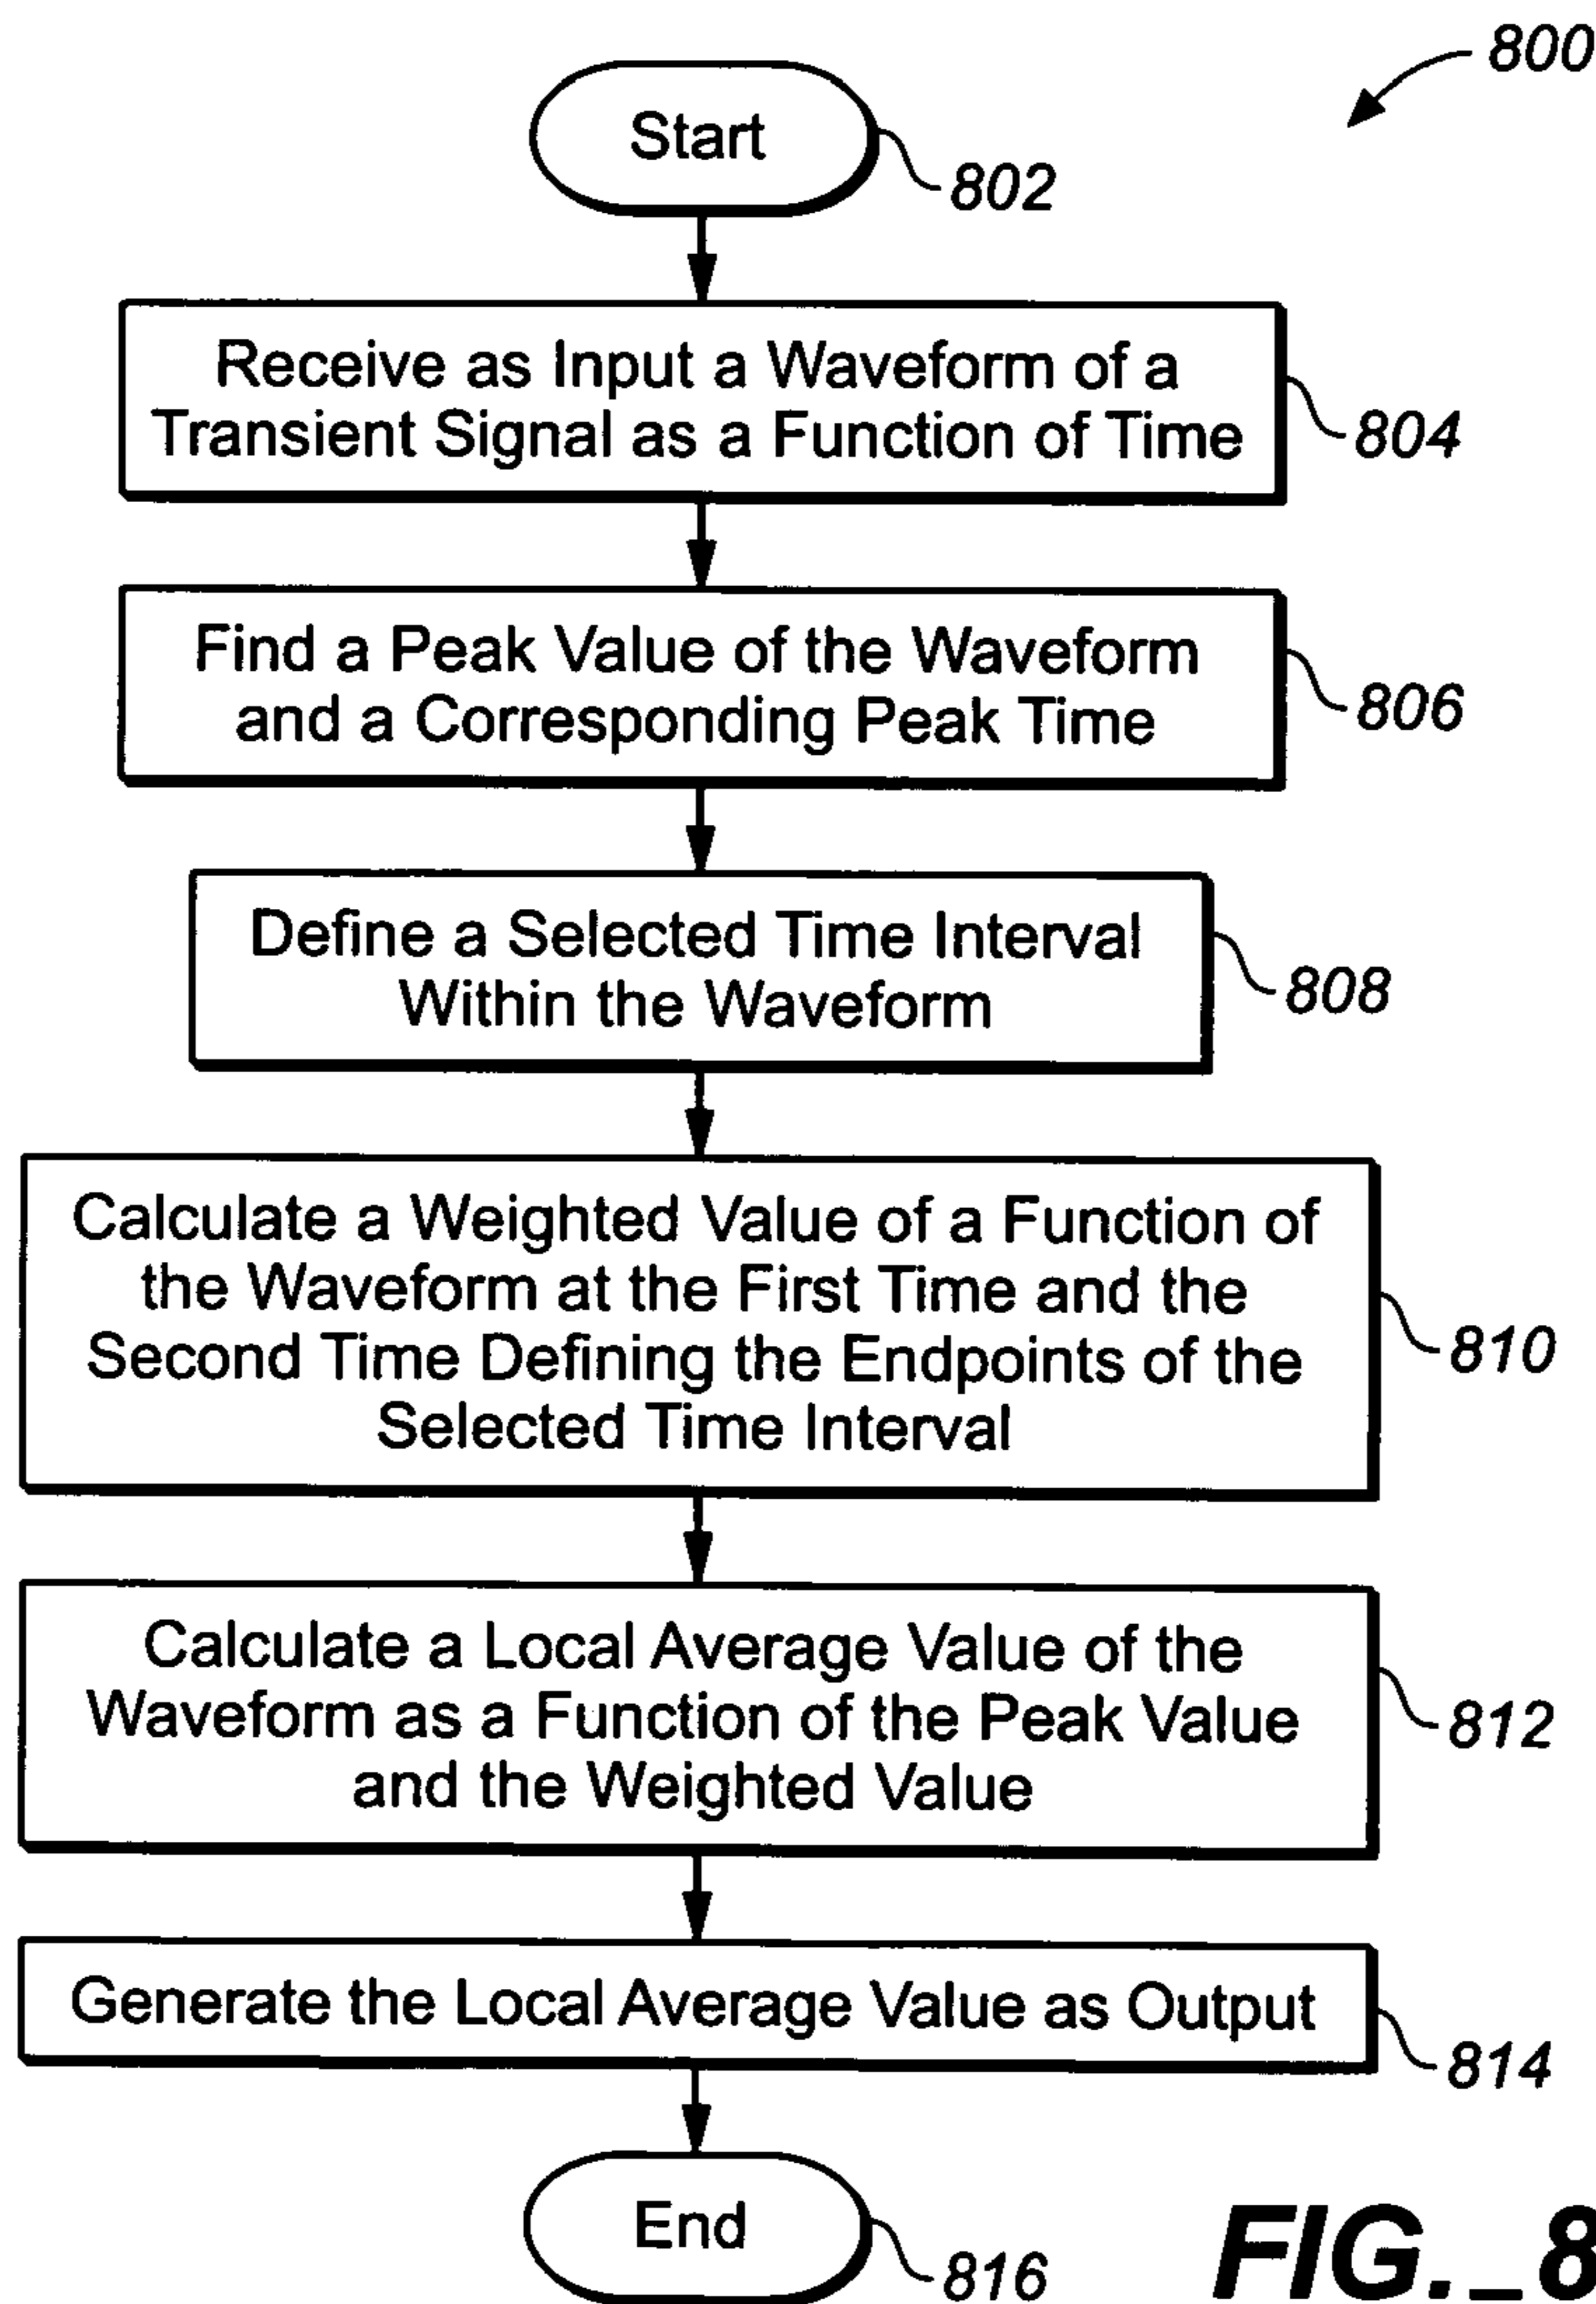 800
Start
802
Receive as Input a Waveform of a
Transient Signal as a Function of Time
804
Find a Peak Value of the Waveform
and a Corresponding Peak Time
806
Define a Selected Time Interval
Within the Waveform
808
Calculate a Weighted Value of a Function of
the Waveform at the First Time and the
Second Time Defining the Endpoints of the
Selected Time Interval
810
Calculate a Local Average Value of the
Waveform as a Function of the Peak Value
and the Weighted Value
812
Generate the Local Average Value as Output
814
End
816
FIG._8